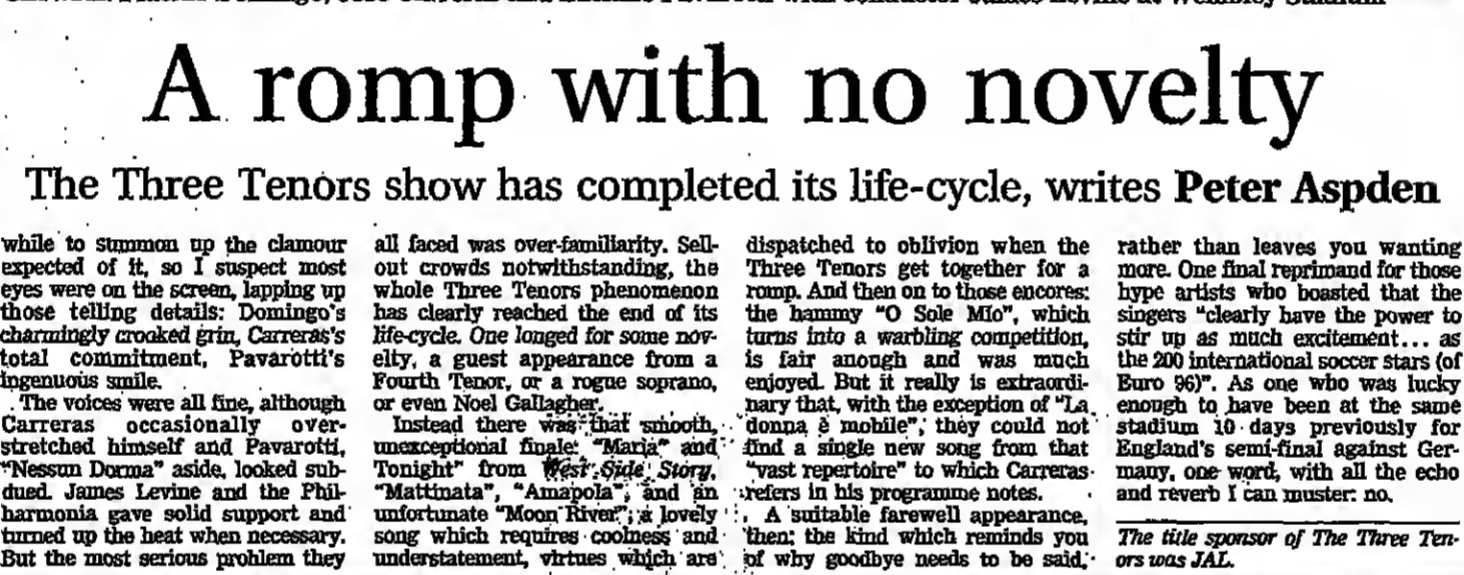 A romp with no novelty
The Three Tenors show has completed its life-cycle, writes Peter Aspden
while to summon up the clamour
expected of it, so I suspect most
eyes were on the screen, lapping up
those telling details: Domingo's
charmingly crooked grin, Carreras's
total commitment, Pavarotti's
ingenuous smile.
The voices were all fine, although
Carreras occasionally over-
stretched himself and Pavarotti,
"Nessun Dorma" aside, looked sub-
dued. James Levine and the Phil-
harmonia gave solid support and
turned up the heat when necessary.
But the most serious problem they
all faced was over-familiarity. Sell-
out crowds notwithstanding, the
whole Three Tenors phenomenon
has clearly reached the end of its
life-cycle. One longed for some nov-
elty, a guest appearance from a
Fourth Tenor, or a rogue soprano,
or even Noel Gallagher.
Instead there was that smooth,
unexceptional finale: "Maria" and
Tonight" from West Side Story,
"Mattinata", "Amapola", and an
unfortunate "Moon River"; a lovely
song which requires coolness and
understatement, virtues which are
dispatched to oblivion when the
Three Tenors get together for a
romp. And then on to those encores:
the hammy "O Sole Mio", which
turns into a warbling competition,
is fair anough and was much
enjoyed. But it really is extraordi-
nary that, with the exception of "La
donna è mobile", they could not
find a single new song from that
"vast repertoire" to which Carreras
refers in his programme notes.
A suitable farewell appearance,
then; the kind which reminds you
of why goodbye needs to be said,
rather than leaves you wanting
more. One final reprimand for those
hype artists who boasted that the
singers "clearly have the power to
stir up as much excitement... as
the 200 international soccer stars (of
Euro 96)". As one who was lucky
enough to have been at the same
stadium 10 days previously for
England's semi-final against Ger-
many, one word, with all the echo
and reverb I can muster: no.
The title sponsor of The Three Ten-
ors was JAL.